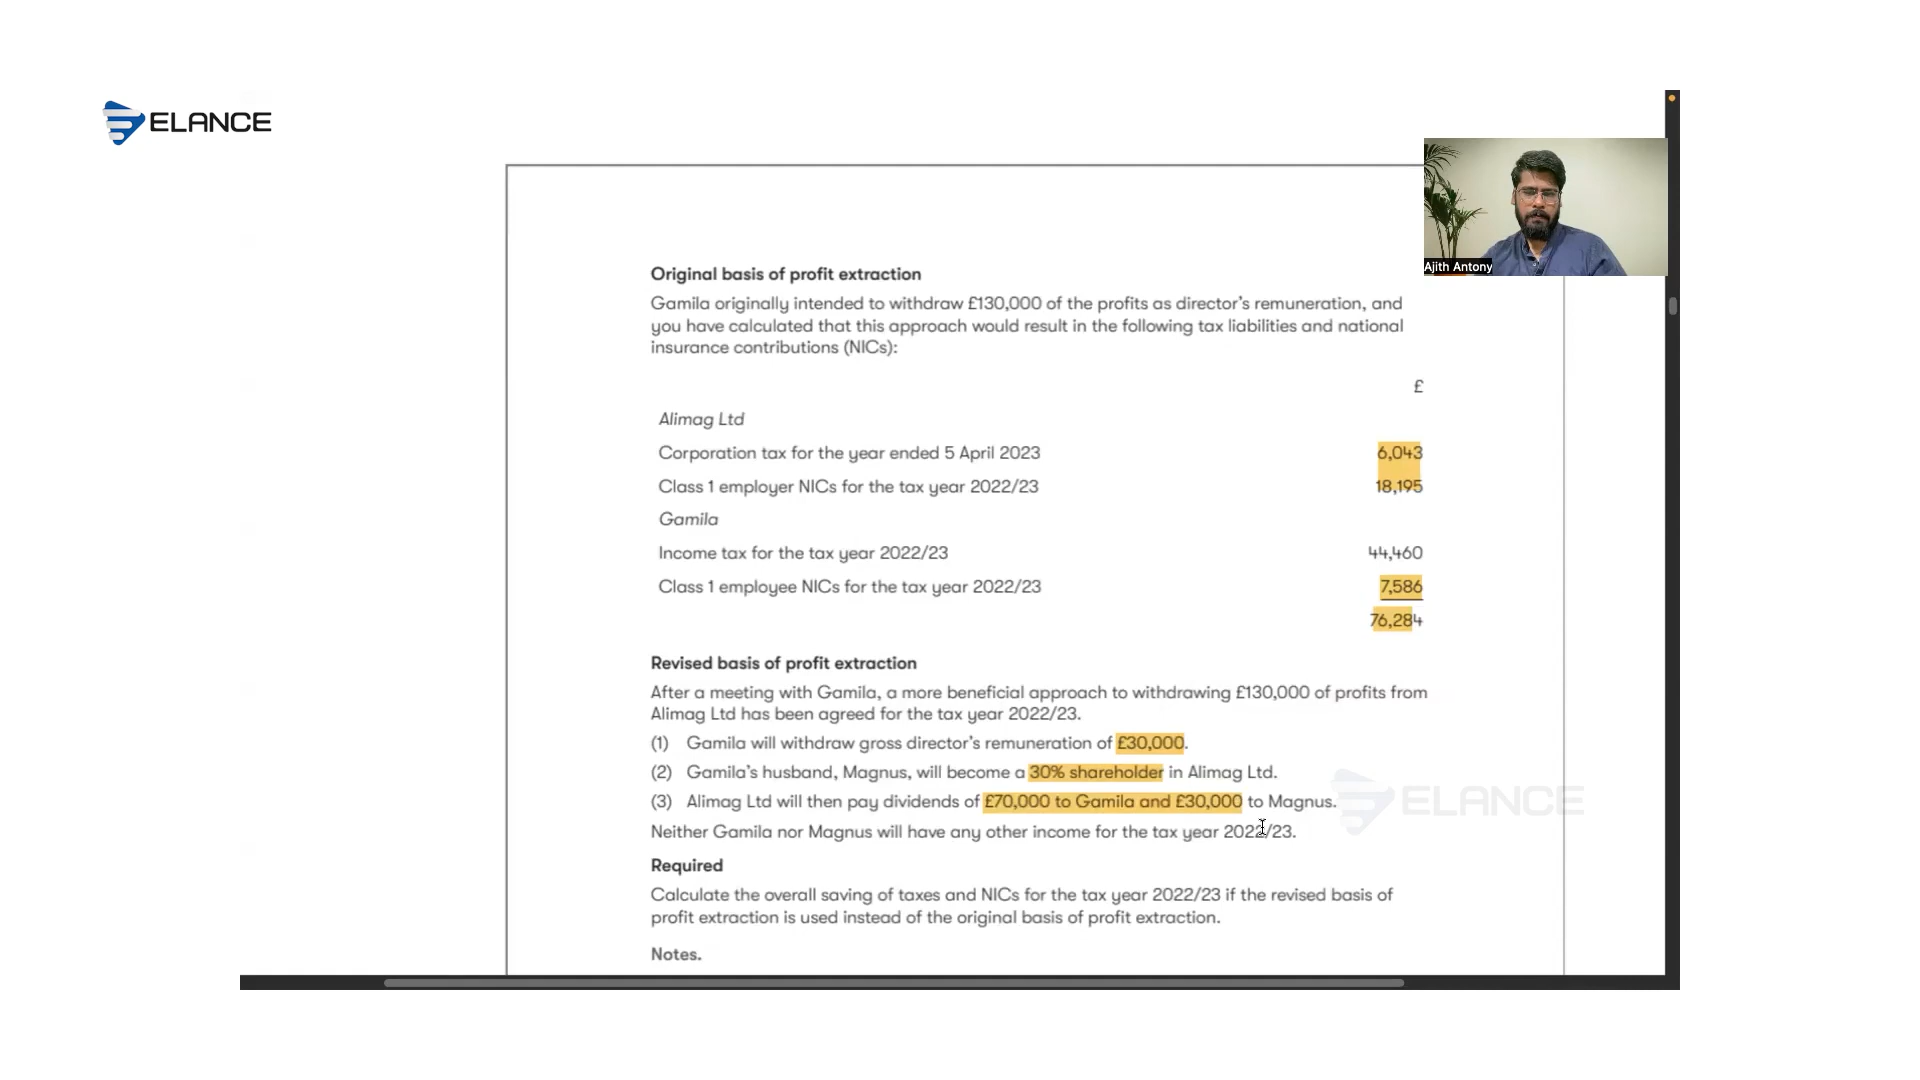 ELANCE
Ajith Antony
Original basis of profit extraction
Gamila originally intended to withdraw £130,000 of the profits as director's remuneration, and
you have calculated that this approach would result in the following tax liabilities and national
insurance contributions (NICs):
£
Alimag Ltd
Corporation tax for the year ended 5 April 2023 6,043
Class 1 employer NICs for the tax year 2022/23 18,195
Gamila
Income tax for the tax year 2022/23 44,460
Class 1 employee NICs for the tax year 2022/23 7,586
76,284
Revised basis of profit extraction
After a meeting with Gamila, a more beneficial approach to withdrawing £130,000 of profits from
Alimag Ltd has been agreed for the tax year 2022/23.
(1) Gamila will withdraw gross director's remuneration of £30,000.
(2) Gamila's husband, Magnus, will become a 30% shareholder in Alimag Ltd.
(3) Alimag Ltd will then pay dividends of £70,000 to Gamila and £30,000 to Magnus.
ELANCE
Neither Gamila nor Magnus will have any other income for the tax year 2022/23.
Required
Calculate the overall saving of taxes and NICs for the tax year 2022/23 if the revised basis of
profit extraction is used instead of the original basis of profit extraction.
Notes.